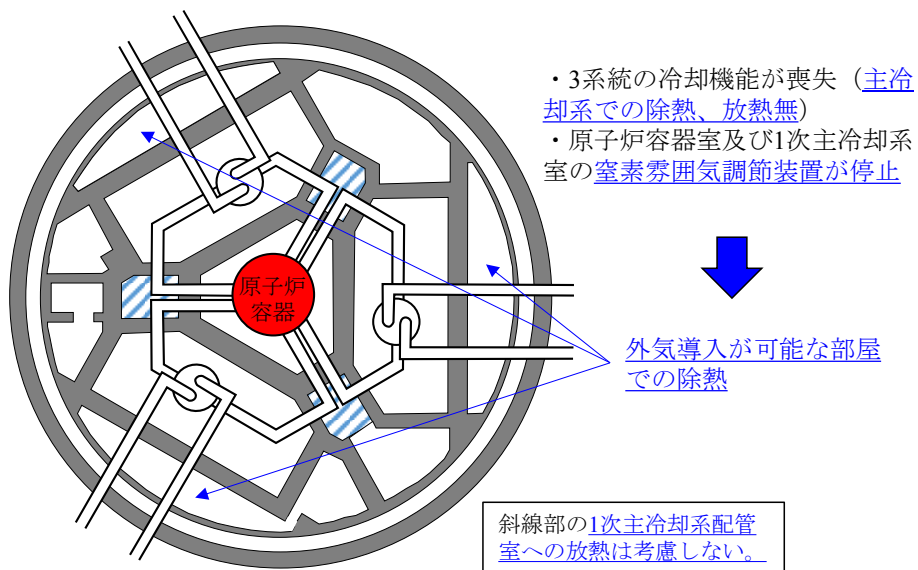 ・3系統の冷却機能が喪失（主冷
却系での除熱、放熱無）
・原子炉容器室及び1次主冷却系
室の窒素雰囲気調節装置が停止
原子炉
容器
外気導入が可能な部屋
での除熱
斜線部の1次主冷却系配管
室への放熱は考慮しない。